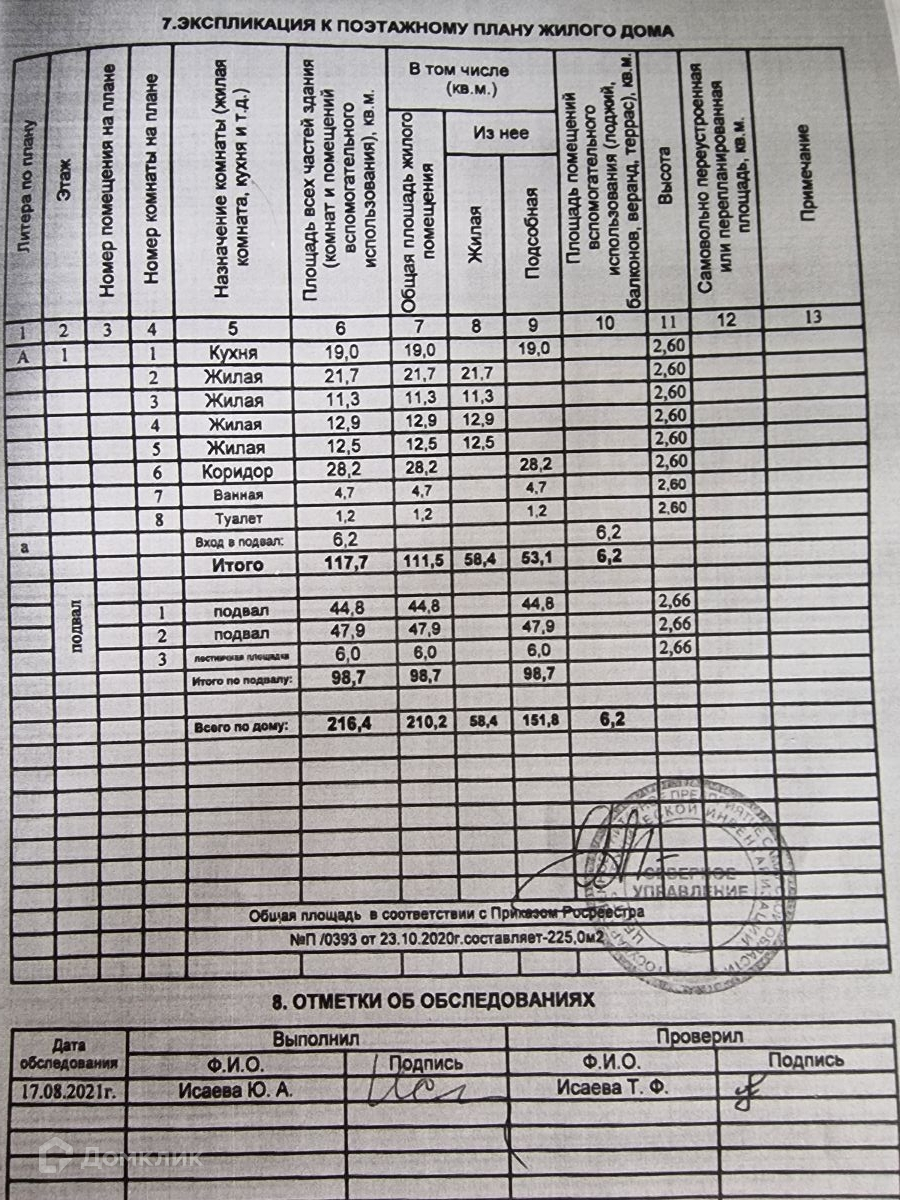 7.ЭКСПЛИКАЦИЯ К ПОЭТАЖНОМУ ПЛАНУ ЖИЛОГО ДОМА
Литера по плану
Этаж
Номер помещения на плане
Номер комнаты на плане
Назначение комнаты (жилая
комната, кухня и т.д.)
Площадь всех частей здания
(комнат и помещений
вспомогательного
использования), кв.м.
В том числе
(кв.м.)
Общая площадь жилого
помещения
Из нее
Жилая
Подсобная
Площадь помещений
вспомогательного
использования (лоджий,
балконов, веранд, террас), кв.м.
Высота
Самовольно переустроенная
или перепланированная
площадь, кв.м.
Примечание
1 2 3 4 5 6 7 8 9 10 11 12 13
А 1 1 Кухня 19,0 19,0 19,0 2,60
2 Жилая 21,7 21,7 21,7 2,60
3 Жилая 11,3 11,3 11,3 2,60
4 Жилая 12,9 12,9 12,9 2,60
5 Жилая 12,5 12,5 12,5 2,60
6 Коридор 28,2 28,2 28,2 2,60
7 Ванная 4,7 4,7 4,7 2,60
8 Туалет 1,2 1,2 1,2 2,60
а Вход в подвал: 6,2 6,2
Итого 117,7 111,5 58,4 53,1 6,2
подвал
1 подвал 44,8 44,8 44,8 2,66
2 подвал 47,9 47,9 47,9 2,66
3 лестничная площадка 6,0 6,0 6,0 2,66
Итого по подвалу: 98,7 98,7 98,7
Всего по дому: 216,4 210,2 58,4 151,8 6,2
СЕВЕРНОЕ
УПРАВЛЕНИЕ
Общая площадь в соответствии с Приказом Росреестра
№П /0393 от 23.10.2020г.составляет-225,0м2
8. ОТМЕТКИ ОБ ОБСЛЕДОВАНИЯХ
Дата
обследования
Выполнил
Проверил
Ф.И.О. Подпись Ф.И.О. Подпись
17.08.2021г. Исаева Ю. А. Исаева Т. Ф.
Домклик